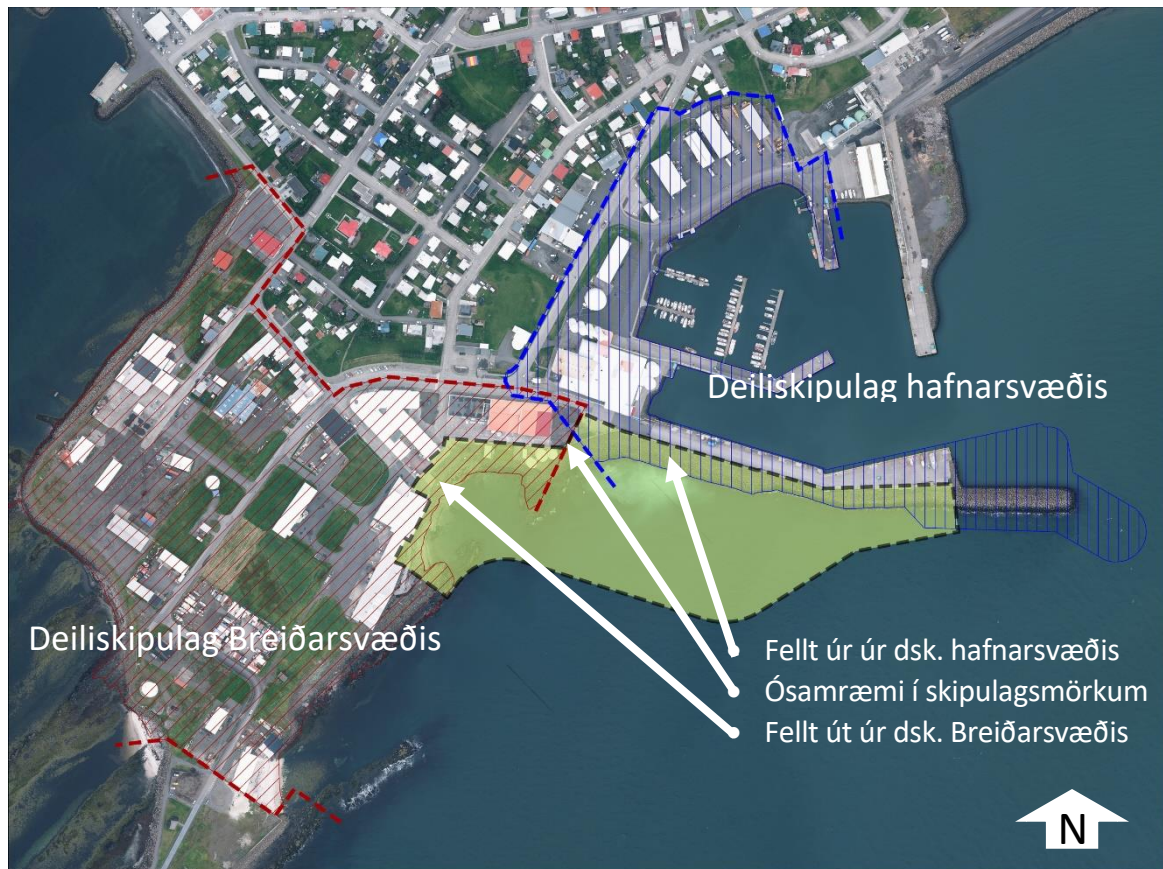 Deiliskipulag hafnarsvæðis
Deiliskipulag Breiðarsvæðis
Fellt úr úr dsk. hafnarsvæðis
Ósamræmi í skipulagsmörkum
Fellt út úr dsk. Breiðarsvæðis
N